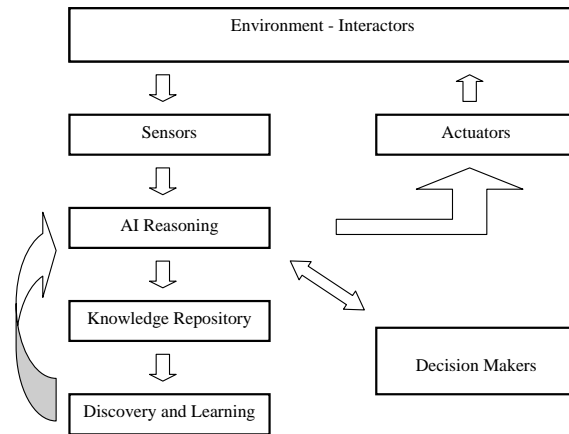 Environment - Interactors
Sensors
Actuators
AI Reasoning
Knowledge Repository
Decision Makers
Discovery and Learning